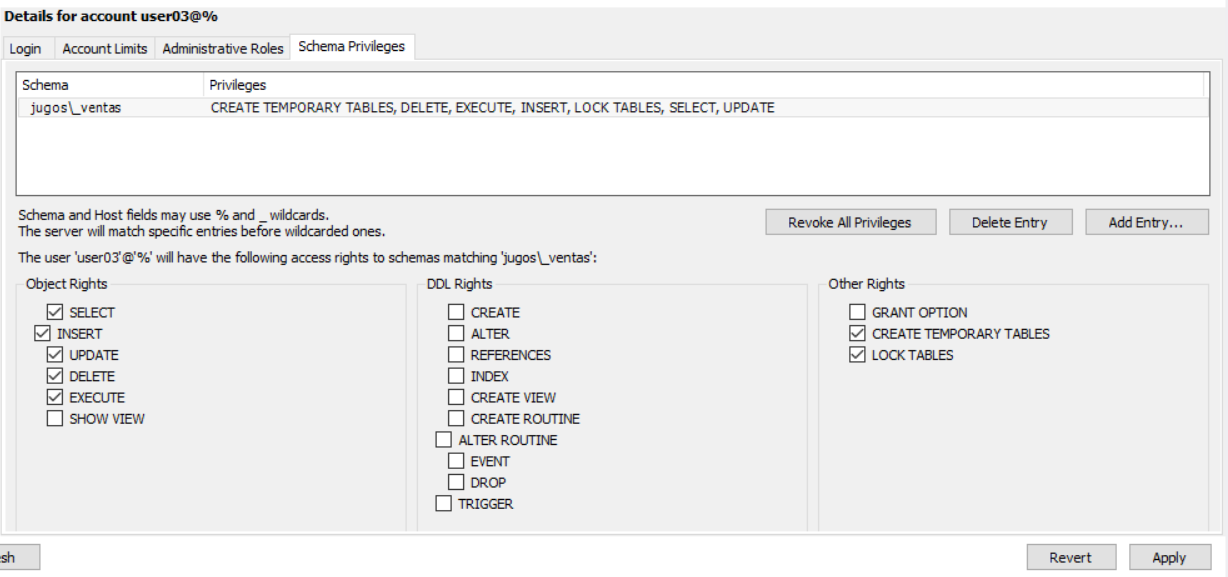 Details for account user03@%
Login Account Limits Administrative Roles Schema Privileges
Schema Privileges
jugos\_ventas CREATE TEMPORARY TABLES, DELETE, EXECUTE, INSERT, LOCK TABLES, SELECT, UPDATE
Schema and Host fields may use % and _ wildcards.
The server will match specific entries before wildcarded ones.
Revoke All Privileges Delete Entry Add Entry...
The user 'user03'@'%' will have the following access rights to schemas matching 'jugos\_ventas':
Object Rights
SELECT
INSERT
UPDATE
DELETE
EXECUTE
SHOW VIEW
DDL Rights
CREATE
ALTER
REFERENCES
INDEX
CREATE VIEW
CREATE ROUTINE
ALTER ROUTINE
EVENT
DROP
TRIGGER
Other Rights
GRANT OPTION
CREATE TEMPORARY TABLES
LOCK TABLES
sh Revert Apply